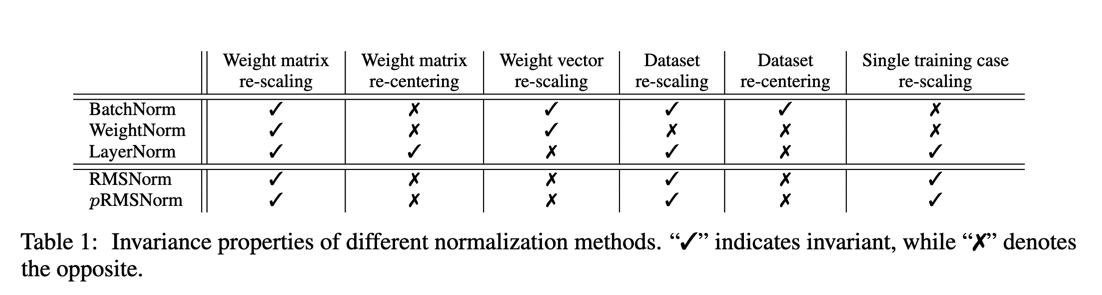 Weight matrix re-scaling | Weight matrix re-centering | Weight vector re-scaling | Dataset re-scaling | Dataset re-centering | Single training case re-scaling
BatchNorm ✓ ✗ ✓ ✓ ✓ ✗
WeightNorm ✓ ✗ ✓ ✗ ✗ ✗
LayerNorm ✓ ✓ ✗ ✓ ✗ ✓
RMSNorm ✓ ✗ ✗ ✓ ✗ ✓
pRMSNorm ✓ ✗ ✗ ✓ ✗ ✓
Table 1: Invariance properties of different normalization methods. “✓” indicates invariant, while “✗” denotes
the opposite.